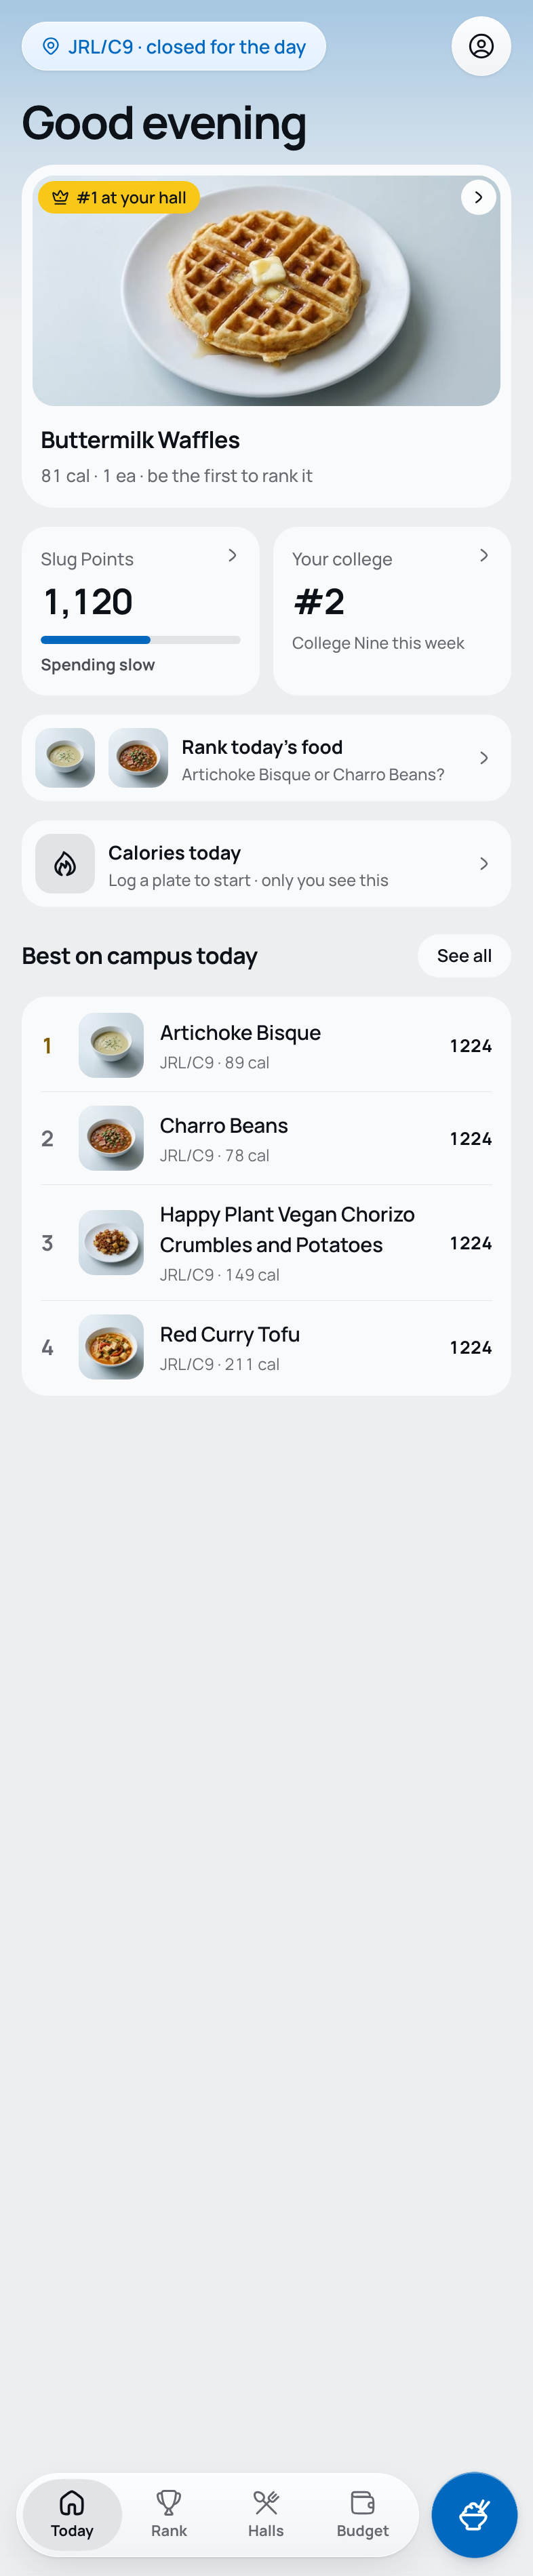 JRL/C9 · closed for the day
Good evening
#1 at your hall
Buttermilk Waffles
81 cal · 1 ea · be the first to rank it
Slug Points
1,120
Spending slow
Your college
#2
College Nine this week
Rank today's food
Artichoke Bisque or Charro Beans?
Calories today
Log a plate to start · only you see this
Best on campus today
See all
1
Artichoke Bisque
JRL/C9 · 89 cal
1224
2
Charro Beans
JRL/C9 · 78 cal
1224
3
Happy Plant Vegan Chorizo
Crumbles and Potatoes
JRL/C9 · 149 cal
1224
4
Red Curry Tofu
JRL/C9 · 211 cal
1224
Today
Rank
Halls
Budget